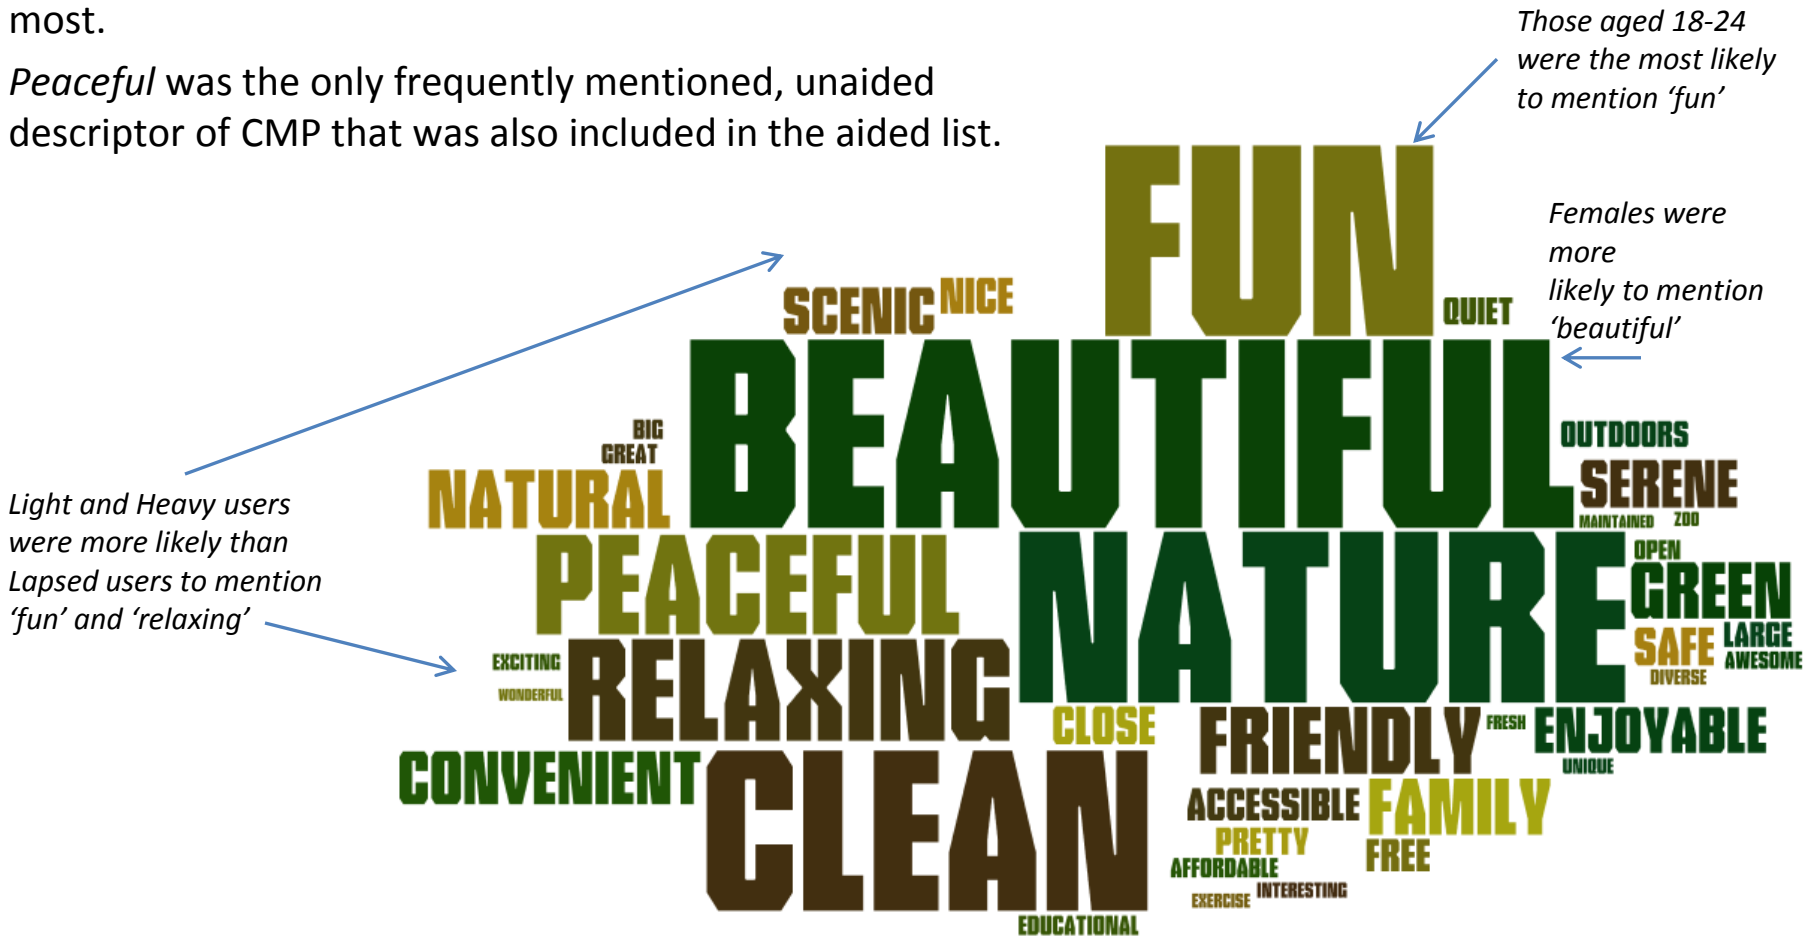 most.
Peaceful was the only frequently mentioned, unaided
descriptor of CMP that was also included in the aided list.
Those aged 18-24
were the most likely
to mention ‘fun’
Females were
more
likely to mention
‘beautiful’
Light and Heavy users
were more likely than
Lapsed users to mention
‘fun’ and ‘relaxing’
FUN
SCENIC
NICE
QUIET
BEAUTIFUL
BIG
GREAT
OUTDOORS
NATURAL
SERENE
MAINTAINED
ZOO
PEACEFUL
NATURE
OPEN
GREEN
SAFE
LARGE
AWESOME
DIVERSE
EXCITING
WONDERFUL
RELAXING
CLOSE
FRIENDLY
FRESH
ENJOYABLE
UNIQUE
CONVENIENT
CLEAN
ACCESSIBLE
FAMILY
PRETTY
FREE
AFFORDABLE
EXERCISE
INTERESTING
EDUCATIONAL